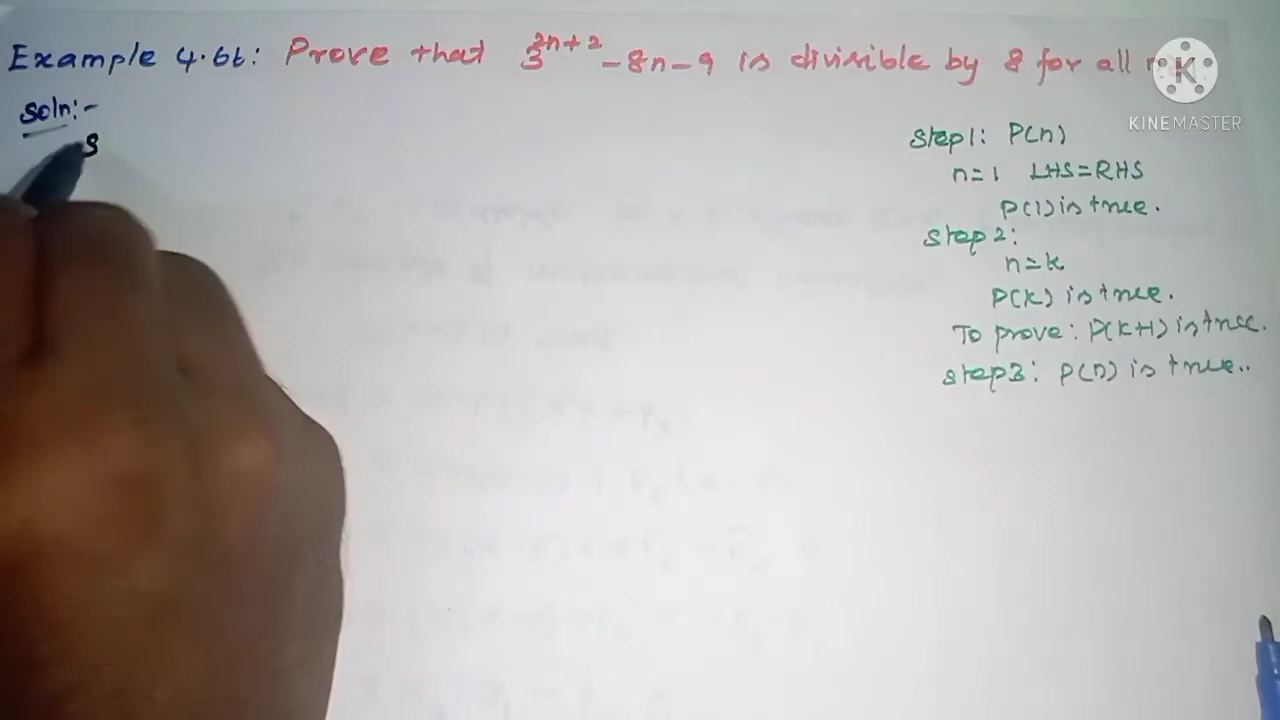 Example 4.66: Prove that 3^2n+2 - 8n - 9 is divisible by 8 for all n
KINEMASTER
Soln:-
S
Step1: P(n)
n=1 LHS=RHS
P(1) is true.
Step 2:
n=k
P(k) is true.
To prove: P(k+1) is true.
Step3: P(n) is true..